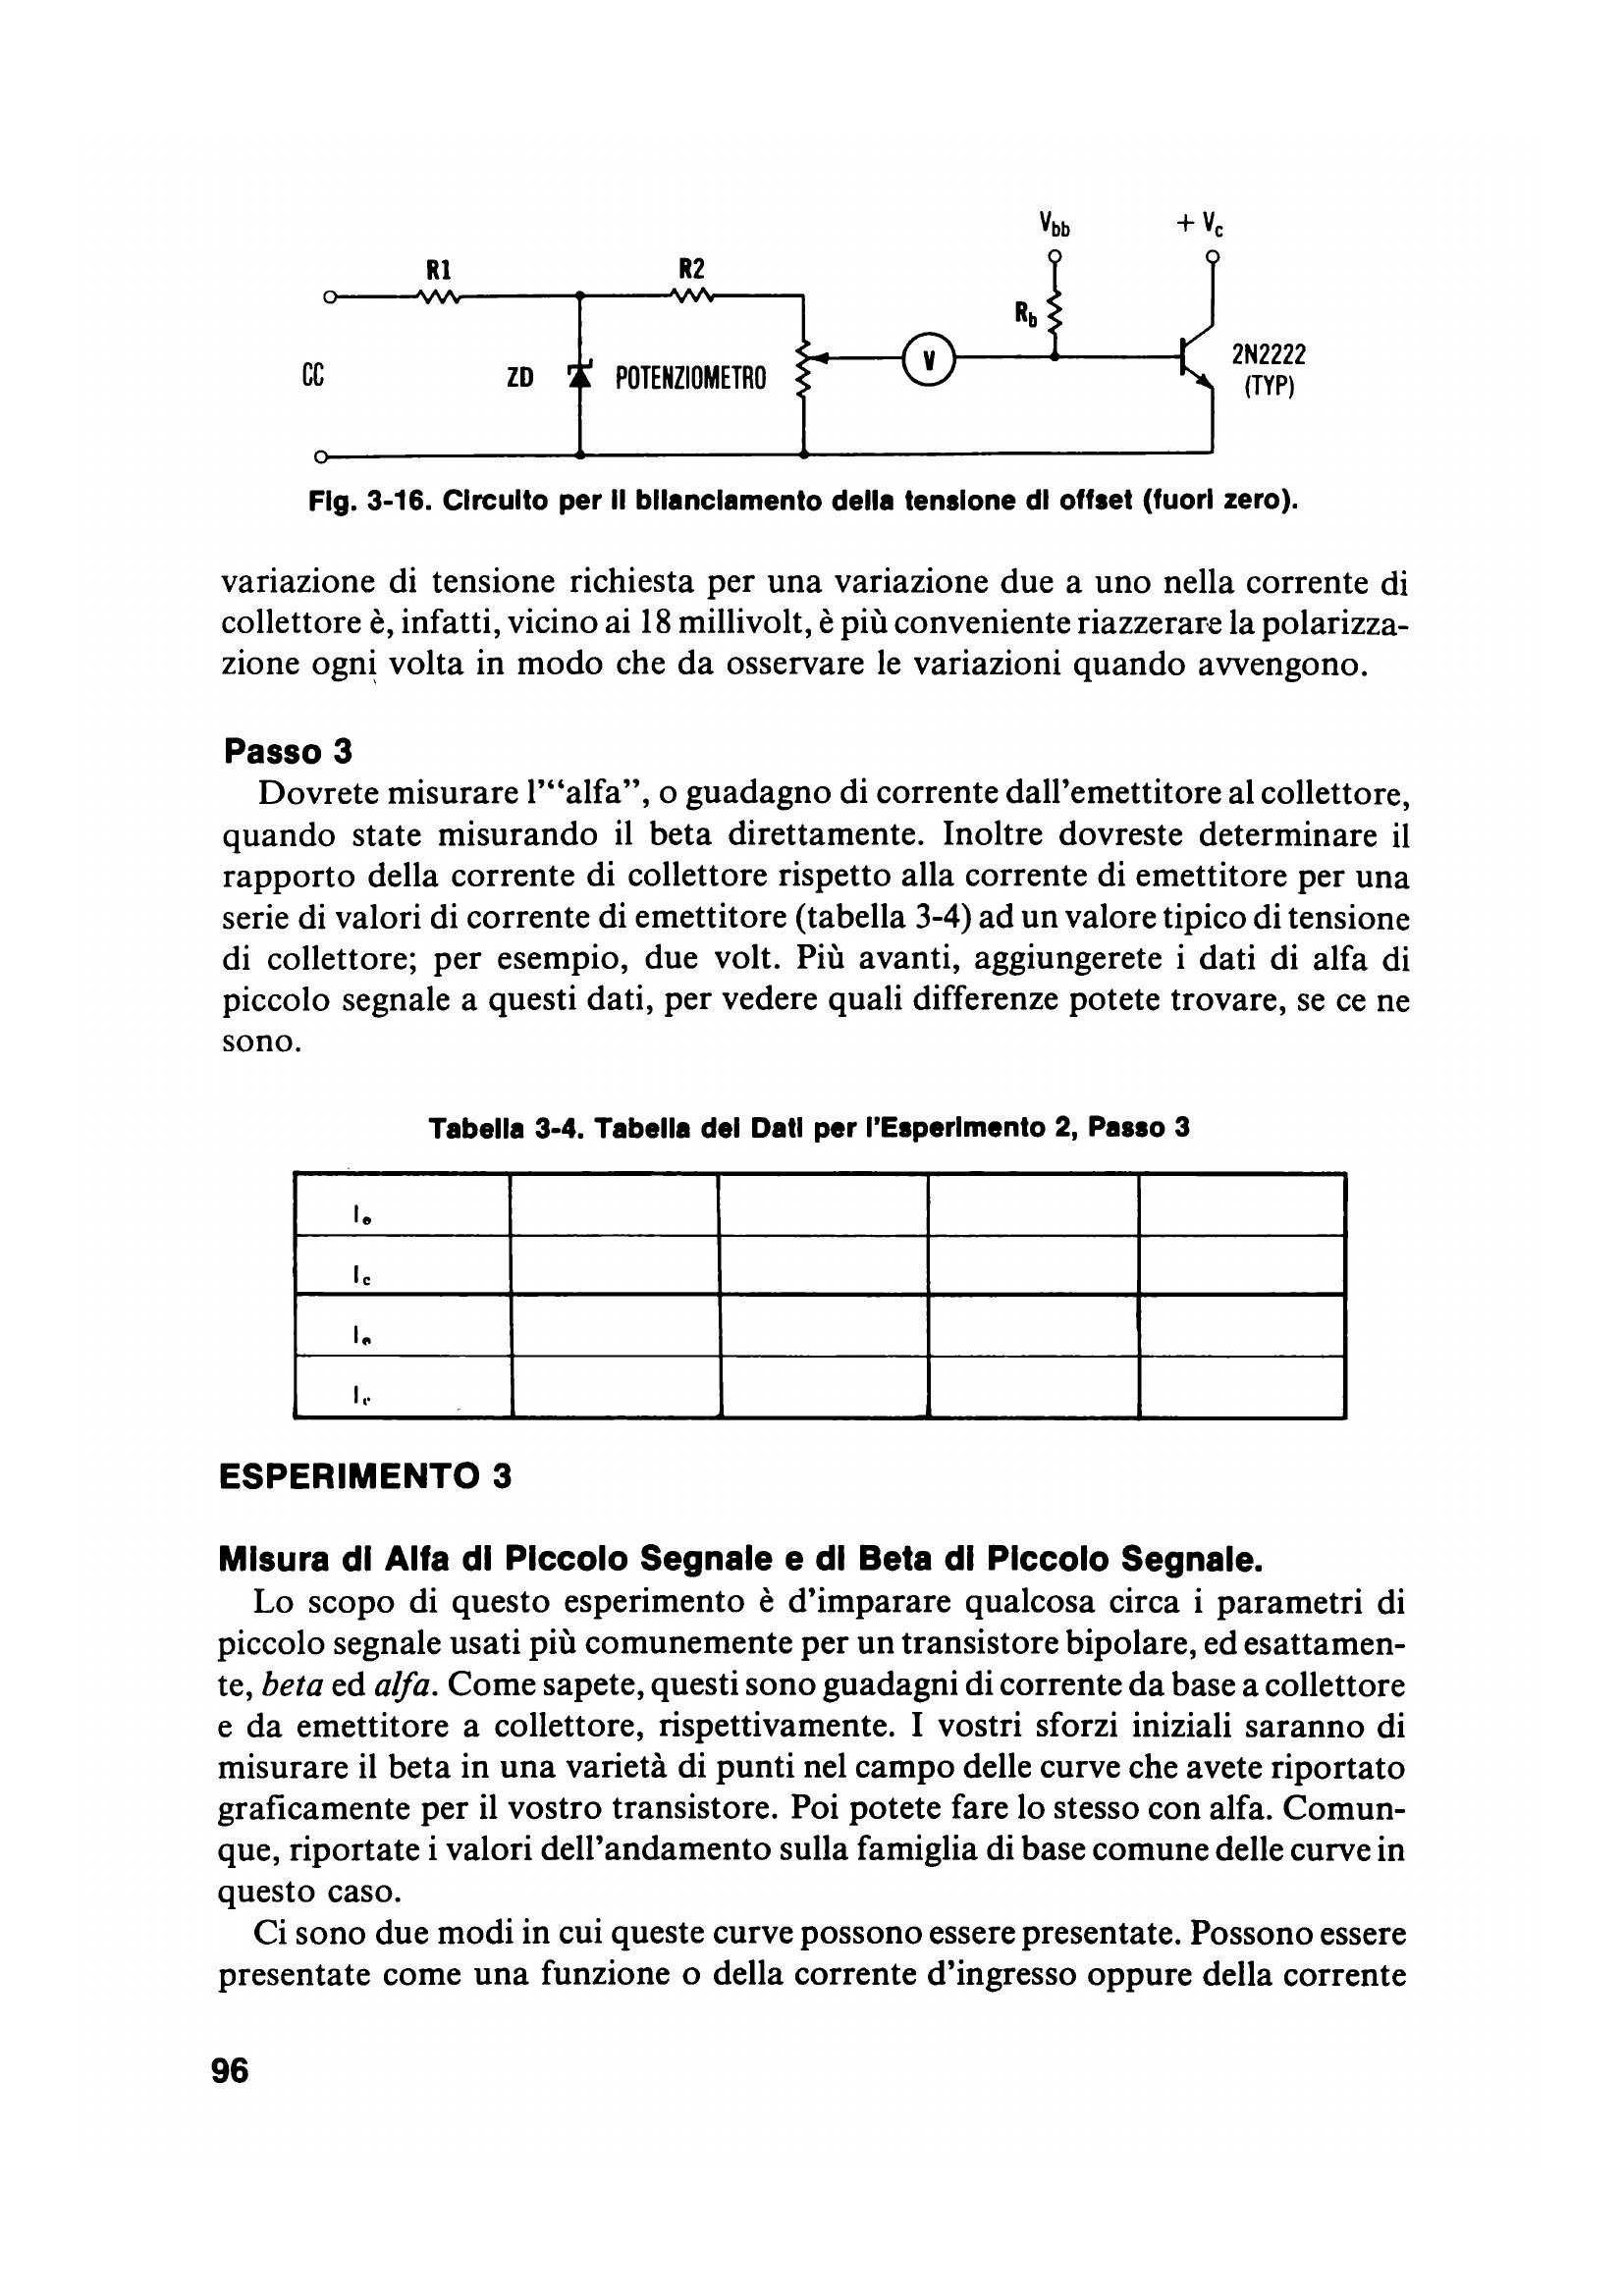 Vbb
+ Vc
R1
R2
Rb
V
2N2222
(TYP)
CC
ZD
POTENZIOMETRO
Fig. 3-16. Circuito per il bilanciamento della tensione di offset (fuori zero).
variazione di tensione richiesta per una variazione due a uno nella corrente di
collettore è, infatti, vicino ai 18 millivolt, è più conveniente riazzerare la polarizza-
zione ogni volta in modo che da osservare le variazioni quando avvengono.
Passo 3
Dovrete misurare l'“alfa”, o guadagno di corrente dall'emettitore al collettore,
quando state misurando il beta direttamente. Inoltre dovreste determinare il
rapporto della corrente di collettore rispetto alla corrente di emettitore per una
serie di valori di corrente di emettitore (tabella 3-4) ad un valore tipico di tensione
di collettore; per esempio, due volt. Più avanti, aggiungerete i dati di alfa di
piccolo segnale a questi dati, per vedere quali differenze potete trovare, se ce ne
sono.
Tabella 3-4. Tabella dei Dati per l'Esperimento 2, Passo 3
Ie
Ic
Ie
Ic
ESPERIMENTO 3
Misura di Alfa di Piccolo Segnale e di Beta di Piccolo Segnale.
Lo scopo di questo esperimento è d'imparare qualcosa circa i parametri di
piccolo segnale usati più comunemente per un transistore bipolare, ed esattamen-
te, beta ed alfa. Come sapete, questi sono guadagni di corrente da base a collettore
e da emettitore a collettore, rispettivamente. I vostri sforzi iniziali saranno di
misurare il beta in una varietà di punti nel campo delle curve che avete riportato
graficamente per il vostro transistore. Poi potete fare lo stesso con alfa. Comun-
que, riportate i valori dell'andamento sulla famiglia di base comune delle curve in
questo caso.
Ci sono due modi in cui queste curve possono essere presentate. Possono essere
presentate come una funzione o della corrente d'ingresso oppure della corrente
96